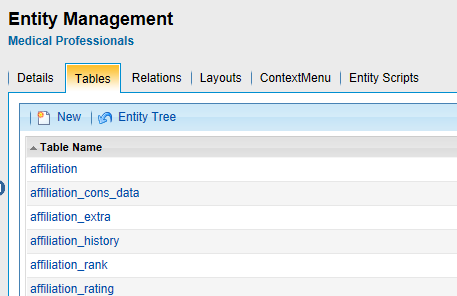 Entity Management
Medical Professionals
Details Tables Relations Layouts ContextMenu Entity Scripts
New Entity Tree
Table Name
affiliation
affiliation_cons_data
affiliation_extra
affiliation_history
affiliation_rank
affiliation_rating